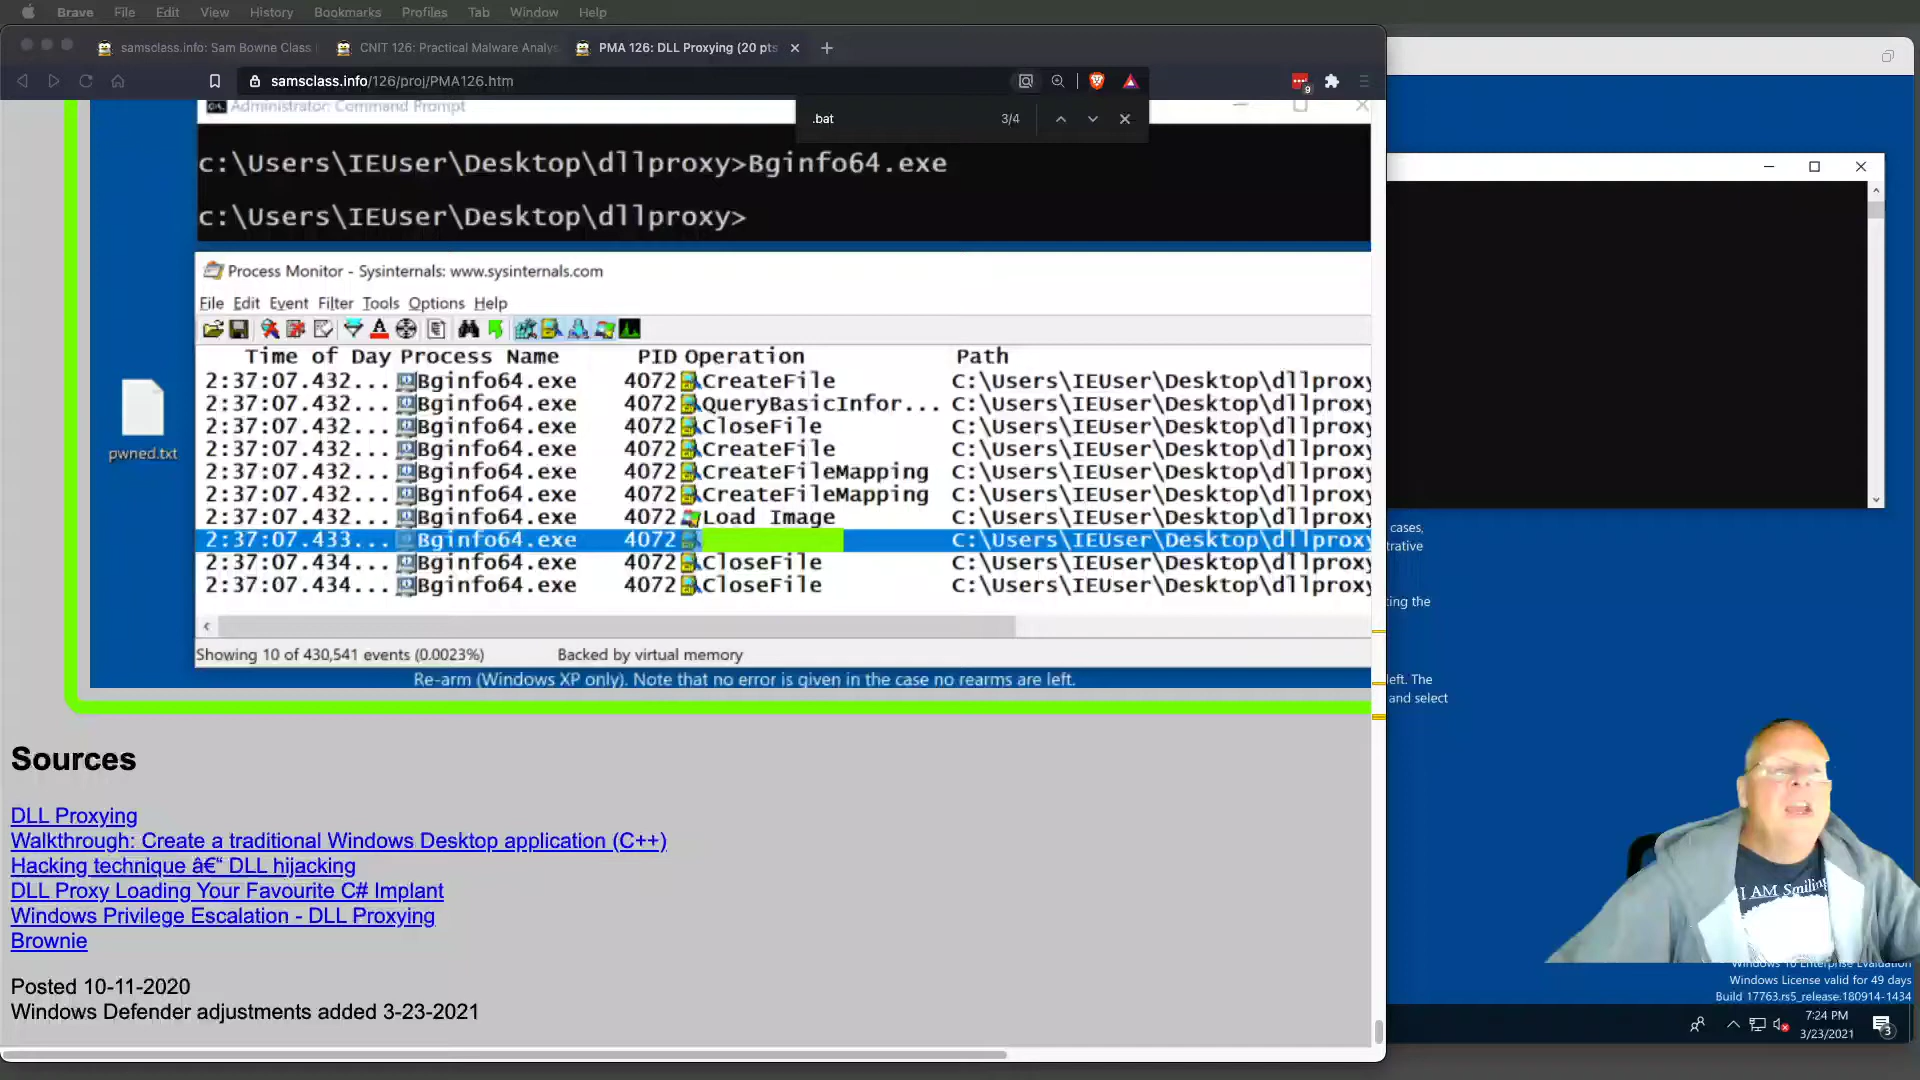 Brave File Edit View History Bookmarks Profiles Tab Window Help
samsclass.info: Sam Bowne Class
CNIT 126: Practical Malware Analys
PMA 126: DLL Proxying (20 pts
samsclass.info/126/proj/PMA126.htm
9
.bat 3/4
Administrator: Command Prompt
c:\Users\IEUser\Desktop\dllproxy>Bginfo64.exe
c:\Users\IEUser\Desktop\dllproxy>
pwned.txt
Process Monitor - Sysinternals: www.sysinternals.com
File Edit Event Filter Tools Options Help
Time of Day Process Name PID Operation Path
2:37:07.432... Bginfo64.exe 4072 CreateFile C:\Users\IEUser\Desktop\dllproxy
2:37:07.432... Bginfo64.exe 4072 QueryBasicInfor... C:\Users\IEUser\Desktop\dllproxy
2:37:07.432... Bginfo64.exe 4072 CloseFile C:\Users\IEUser\Desktop\dllproxy
2:37:07.432... Bginfo64.exe 4072 CreateFile C:\Users\IEUser\Desktop\dllproxy
2:37:07.432... Bginfo64.exe 4072 CreateFileMapping C:\Users\IEUser\Desktop\dllproxy
2:37:07.432... Bginfo64.exe 4072 CreateFileMapping C:\Users\IEUser\Desktop\dllproxy
2:37:07.432... Bginfo64.exe 4072 Load Image C:\Users\IEUser\Desktop\dllproxy
2:37:07.433... Bginfo64.exe 4072 C:\Users\IEUser\Desktop\dllproxy
2:37:07.434... Bginfo64.exe 4072 CloseFile C:\Users\IEUser\Desktop\dllproxy
2:37:07.434... Bginfo64.exe 4072 CloseFile C:\Users\IEUser\Desktop\dllproxy
Showing 10 of 430,541 events (0.0023%) Backed by virtual memory
Re-arm (Windows XP only). Note that no error is given in the case no rearms are left.
Sources
DLL Proxying
Walkthrough: Create a traditional Windows Desktop application (C++)
Hacking technique â€“ DLL hijacking
DLL Proxy Loading Your Favourite C# Implant
Windows Privilege Escalation - DLL Proxying
Brownie
Posted 10-11-2020
Windows Defender adjustments added 3-23-2021
cases,
trative
ting the
left. The
and select
I AM Smiling
Windows 10 Enterprise Evaluation
Windows License valid for 49 days
Build 17763.rs5_release.180914-1434
7:24 PM
3/23/2021
3